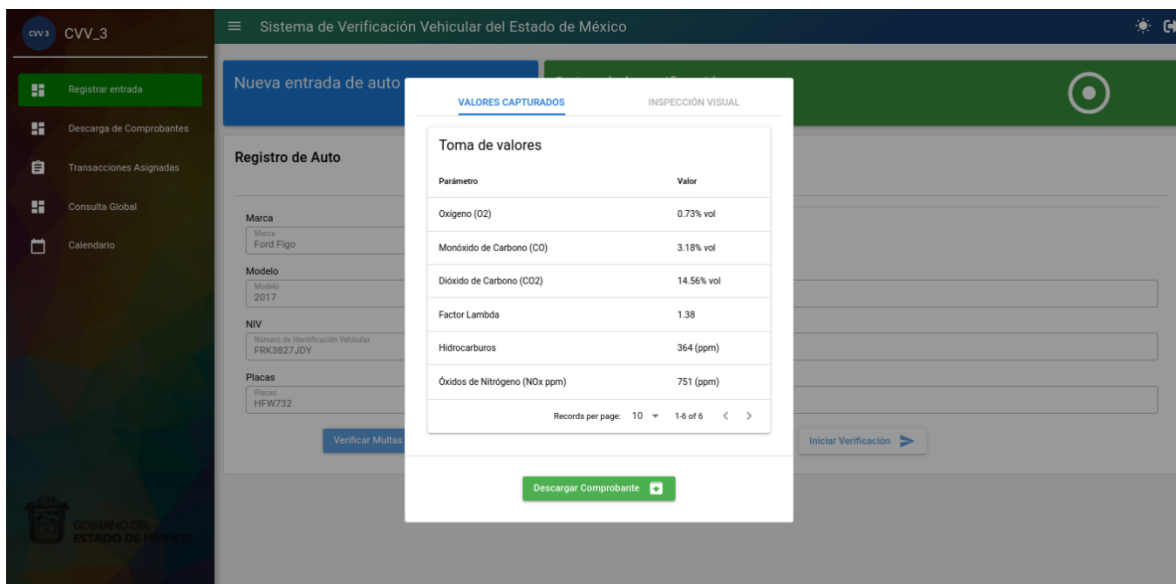 CVV 3 CVV_3
Sistema de Verificación Vehicular del Estado de México
Registrar entrada
Descarga de Comprobantes
Transacciones Asignadas
Consulta Global
Calendario
GOBIERNO DEL
ESTADO DE MÉXICO
Nueva entrada de auto
Registro de Auto
Marca
Marca
Ford Figo
Modelo
Modelo
2017
NIV
Número de Identificación Vehicular
FRK3827JDY
Placas
Placas
HFW732
Verificar Multas
Iniciar Verificación
VALORES CAPTURADOS INSPECCIÓN VISUAL
Toma de valores
Parámetro Valor
Oxígeno (O2) 0.73% vol
Monóxido de Carbono (CO) 3.18% vol
Dióxido de Carbono (CO2) 14.56% vol
Factor Lambda 1.38
Hidrocarburos 364 (ppm)
Óxidos de Nitrógeno (NOx ppm) 751 (ppm)
Records per page: 10 1-6 of 6
Descargar Comprobante